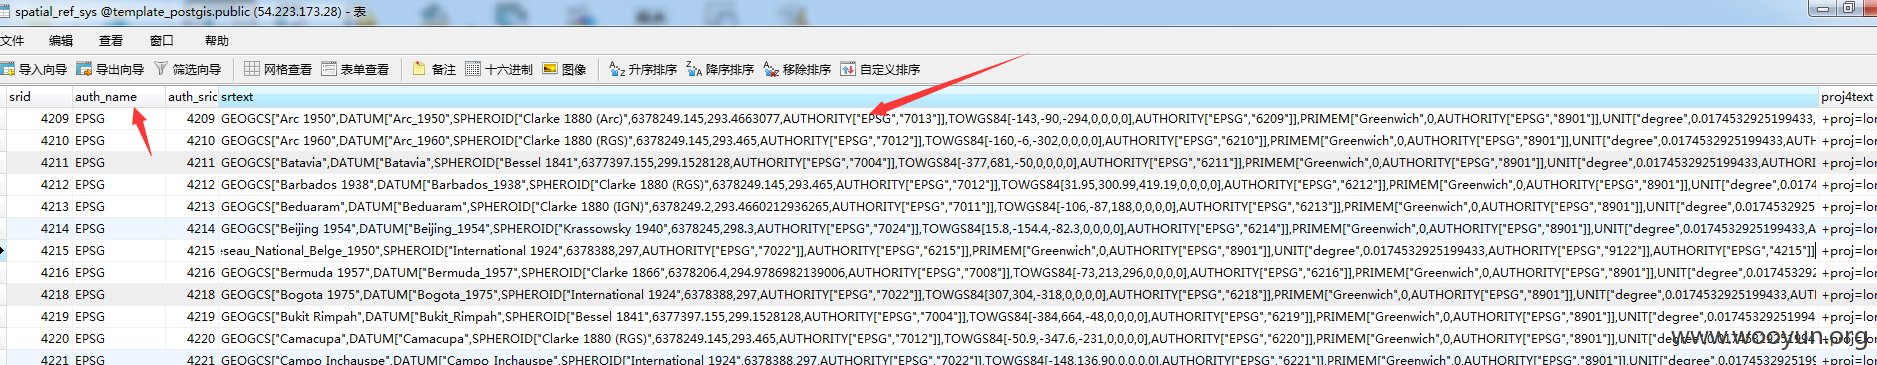 spatial_ref_sys @template_postgis.public (54.223.173.28) - 表
文件 编辑 查看 窗口 帮助
导入向导 导出向导 筛选向导 网格查看 表单查看 备注 十六进制 图像 升序排序 降序排序 移除排序 自定义排序
srid auth_name auth_sric srtext proj4text
4209 EPSG 4209 GEOGCS["Arc 1950",DATUM["Arc_1950",SPHEROID["Clarke 1880 (Arc)",6378249.145,293.4663077,AUTHORITY["EPSG","7013"]],TOWGS84[-143,-90,-294,0,0,0,0],AUTHORITY["EPSG","6209"]],PRIMEM["Greenwich",0,AUTHORITY["EPSG","8901"]],UNIT["degree",0.0174532925199433, +proj=lor
4210 EPSG 4210 GEOGCS["Arc 1960",DATUM["Arc_1960",SPHEROID["Clarke 1880 (RGS)",6378249.145,293.465,AUTHORITY["EPSG","7012"]],TOWGS84[-160,-6,-302,0,0,0,0],AUTHORITY["EPSG","6210"]],PRIMEM["Greenwich",0,AUTHORITY["EPSG","8901"]],UNIT["degree",0.0174532925199433,AUTH +proj=lor
4211 EPSG 4211 GEOGCS["Batavia",DATUM["Batavia",SPHEROID["Bessel 1841",6377397.155,299.1528128,AUTHORITY["EPSG","7004"]],TOWGS84[-377,681,-50,0,0,0,0],AUTHORITY["EPSG","6211"]],PRIMEM["Greenwich",0,AUTHORITY["EPSG","8901"]],UNIT["degree",0.0174532925199433,AUTHORI +proj=lor
4212 EPSG 4212 GEOGCS["Barbados 1938",DATUM["Barbados_1938",SPHEROID["Clarke 1880 (RGS)",6378249.145,293.465,AUTHORITY["EPSG","7012"]],TOWGS84[31.95,300.99,419.19,0,0,0,0],AUTHORITY["EPSG","6212"]],PRIMEM["Greenwich",0,AUTHORITY["EPSG","8901"]],UNIT["degree",0.0174 +proj=lor
4213 EPSG 4213 GEOGCS["Beduaram",DATUM["Beduaram",SPHEROID["Clarke 1880 (IGN)",6378249.2,293.4660212936265,AUTHORITY["EPSG","7011"]],TOWGS84[-106,-87,188,0,0,0,0],AUTHORITY["EPSG","6213"]],PRIMEM["Greenwich",0,AUTHORITY["EPSG","8901"]],UNIT["degree",0.0174532925 +proj=lor
4214 EPSG 4214 GEOGCS["Beijing 1954",DATUM["Beijing_1954",SPHEROID["Krassowsky 1940",6378245,298.3,AUTHORITY["EPSG","7024"]],TOWGS84[15.8,-154.4,-82.3,0,0,0,0],AUTHORITY["EPSG","6214"]],PRIMEM["Greenwich",0,AUTHORITY["EPSG","8901"]],UNIT["degree",0.0174532925199433,A +proj=lor
4215 EPSG 4215 eseau_National_Belge_1950",SPHEROID["International 1924",6378388,297,AUTHORITY["EPSG","7022"]],AUTHORITY["EPSG","6215"]],PRIMEM["Greenwich",0,AUTHORITY["EPSG","8901"]],UNIT["degree",0.0174532925199433,AUTHORITY["EPSG","9122"]],AUTHORITY["EPSG","4215"]] +proj=lor
4216 EPSG 4216 GEOGCS["Bermuda 1957",DATUM["Bermuda_1957",SPHEROID["Clarke 1866",6378206.4,294.9786982139006,AUTHORITY["EPSG","7008"]],TOWGS84[-73,213,296,0,0,0,0],AUTHORITY["EPSG","6216"]],PRIMEM["Greenwich",0,AUTHORITY["EPSG","8901"]],UNIT["degree",0.017453292 +proj=lor
4218 EPSG 4218 GEOGCS["Bogota 1975",DATUM["Bogota_1975",SPHEROID["International 1924",6378388,297,AUTHORITY["EPSG","7022"]],TOWGS84[307,304,-318,0,0,0,0],AUTHORITY["EPSG","6218"]],PRIMEM["Greenwich",0,AUTHORITY["EPSG","8901"]],UNIT["degree",0.0174532925199433,AUT +proj=lor
4219 EPSG 4219 GEOGCS["Bukit Rimpah",DATUM["Bukit_Rimpah",SPHEROID["Bessel 1841",6377397.155,299.1528128,AUTHORITY["EPSG","7004"]],TOWGS84[-384,664,-48,0,0,0,0],AUTHORITY["EPSG","6219"]],PRIMEM["Greenwich",0,AUTHORITY["EPSG","8901"]],UNIT["degree",0.0174532925199 +proj=lor
4220 EPSG 4220 GEOGCS["Camacupa",DATUM["Camacupa",SPHEROID["Clarke 1880 (RGS)",6378249.145,293.465,AUTHORITY["EPSG","7012"]],TOWGS84[-50.9,-347.6,-231,0,0,0,0],AUTHORITY["EPSG","6220"]],PRIMEM["Greenwich",0,AUTHORITY["EPSG","8901"]],UNIT["degree",
www.wooyun.org
4221 EPSG 4221 GEOGCS["Campo Inchauspe",DATUM["Campo_Inchauspe",SPHEROID["International 1924",6378388,297,AUTHORITY["EPSG","7022"]],TOWGS84[-148,136,90,0,0,0,0],AUTHORITY["EPSG","6221"]],PRIMEM["Greenwich",0,AUTHORITY["EPSG","8901"]],UNIT["degree",